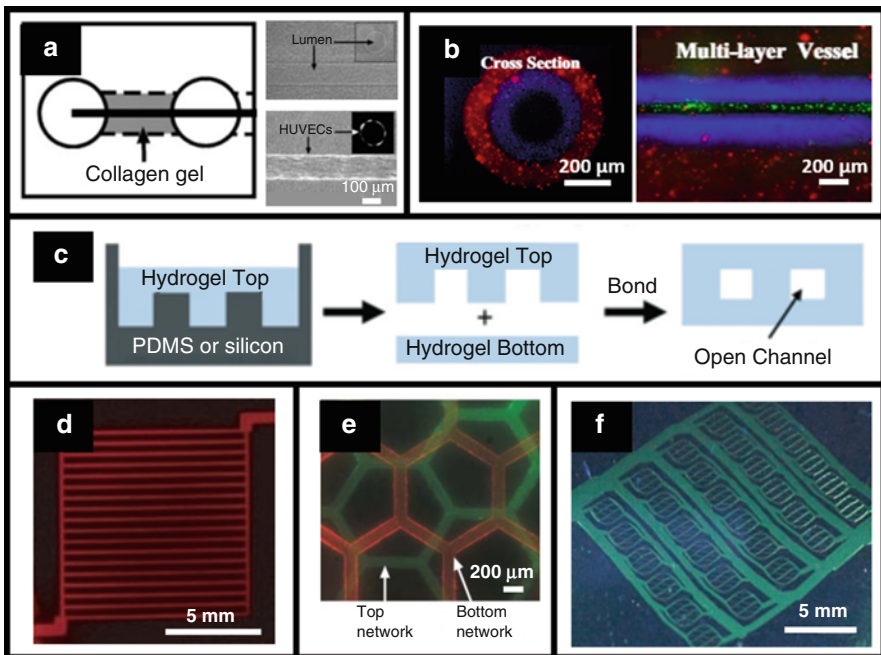 a
Lumen
HUVECs
100 μm
Collagen gel
b
Cross Section
200 μm
Multi-layer Vessel
200 μm
c
Hydrogel Top
PDMS or silicon
Hydrogel Top
+
Hydrogel Bottom
Bond
Open Channel
d
5 mm
e
200 μm
Top
network
Bottom
network
f
5 mm